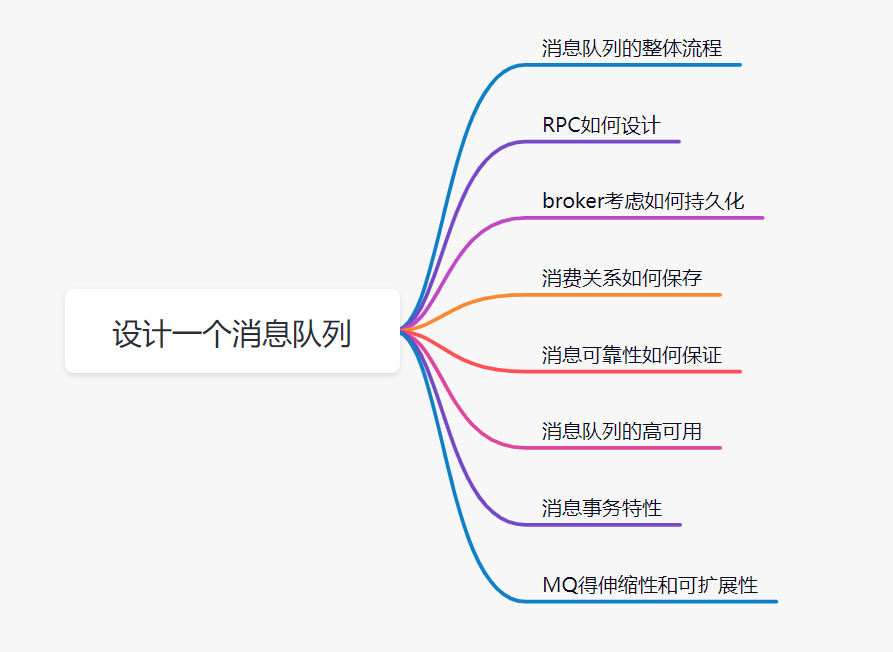 设计一个消息队列
消息队列的整体流程
RPC如何设计
broker考虑如何持久化
消费关系如何保存
消息可靠性如何保证
消息队列的高可用
消息事务特性
MQ得伸缩性和可扩展性